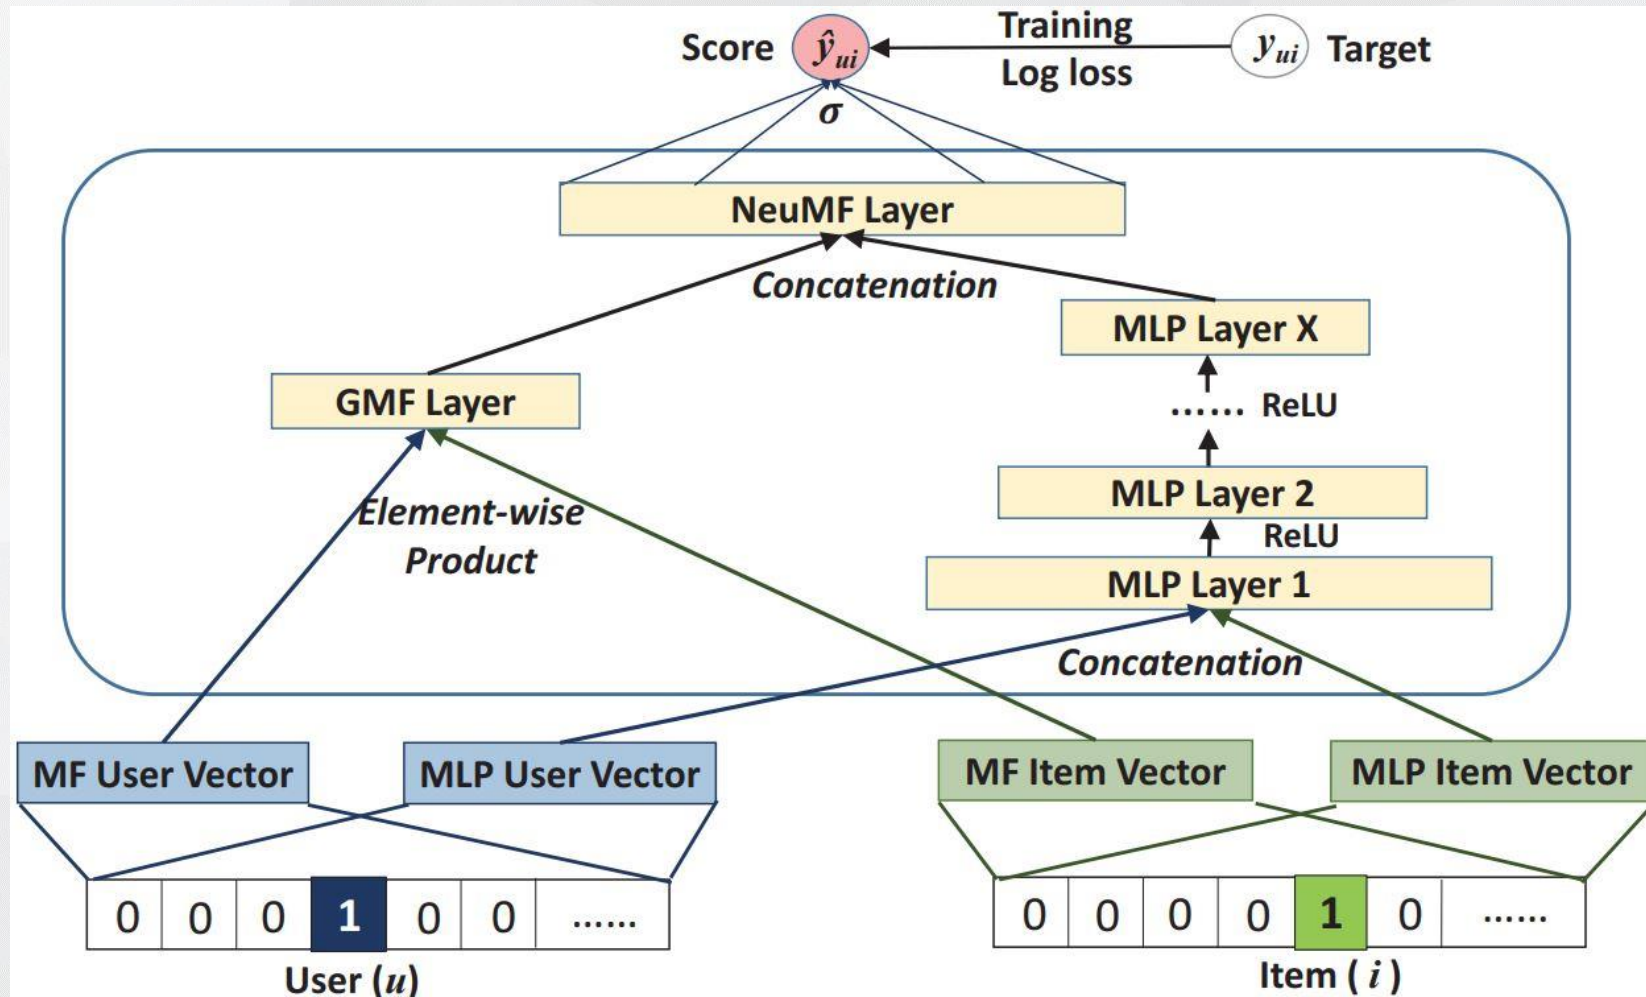 Score ŷui Training yui Target
Log loss
σ
NeuMF Layer
Concatenation
MLP Layer X
GMF Layer
...... ReLU
MLP Layer 2
Element-wise
Product
ReLU
MLP Layer 1
Concatenation
MF User Vector MLP User Vector MF Item Vector MLP Item Vector
0 0 0 1 0 0 ...... 0 0 0 0 1 0 ......
User (u) Item ( i )